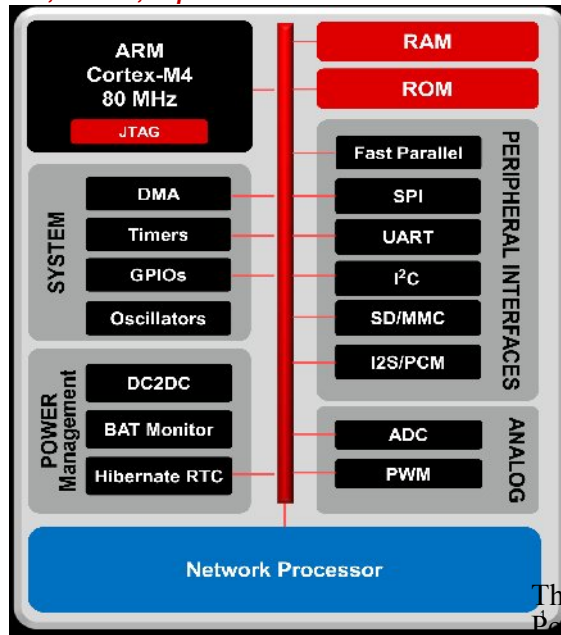 ARM
Cortex-M4
80 MHz
JTAG
RAM
ROM
SYSTEM
DMA
Timers
GPIOs
Oscillators
PERIPHERAL INTERFACES
Fast Parallel
SPI
UART
I²C
SD/MMC
I2S/PCM
POWER
Management
DC2DC
BAT Monitor
Hibernate RTC
ANALOG
ADC
PWM
Network Processor
Th